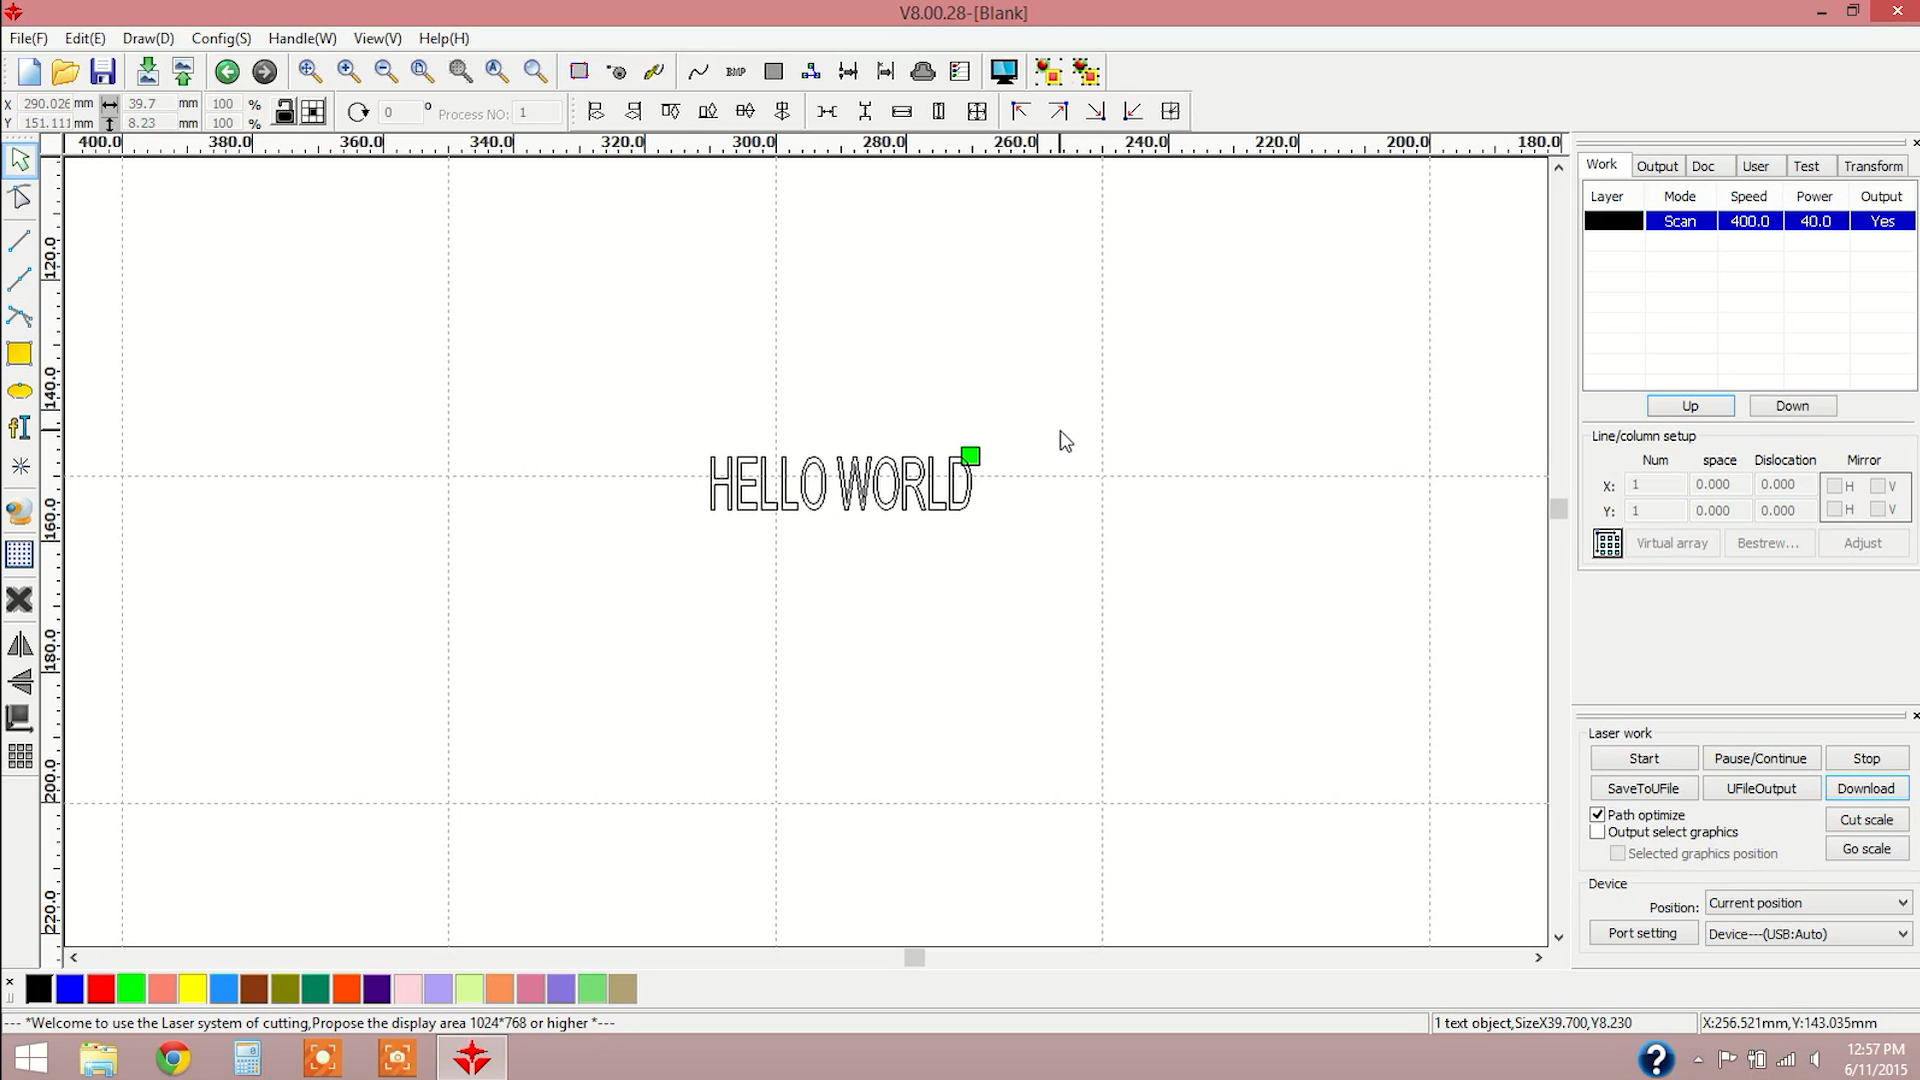 V8.00.28-[Blank]
File(F) Edit(E) Draw(D) Config(S) Handle(W) View(V) Help(H)
BMP
X 290.026 mm 39.7 mm 100 %
Y 151.111 mm 8.23 mm 100 %
0 ° Process NO: 1
400.0 380.0 360.0 340.0 320.0 300.0 280.0 260.0 240.0 220.0 200.0 180.0
120.0
140.0
160.0
180.0
200.0
220.0
HELLO WORLD
Work Output Doc User Test Transform
Layer Mode Speed Power Output
Scan 400.0 40.0 Yes
Up Down
Line/column setup
Num space Dislocation Mirror
X: 1 0.000 0.000 H V
Y: 1 0.000 0.000 H V
Virtual array Bestrew... Adjust
Laser work
Start Pause/Continue Stop
SaveToUFile UFileOutput Download
Path optimize
Cut scale
Output select graphics
Selected graphics position
Go scale
Device
Position: Current position
Port setting Device---(USB:Auto)
--- *Welcome to use the Laser system of cutting,Propose the display area 1024*768 or higher *---
1 text object,SizeX39.700,Y8.230
X:256.521mm,Y:143.035mm
12:57 PM
6/11/2015